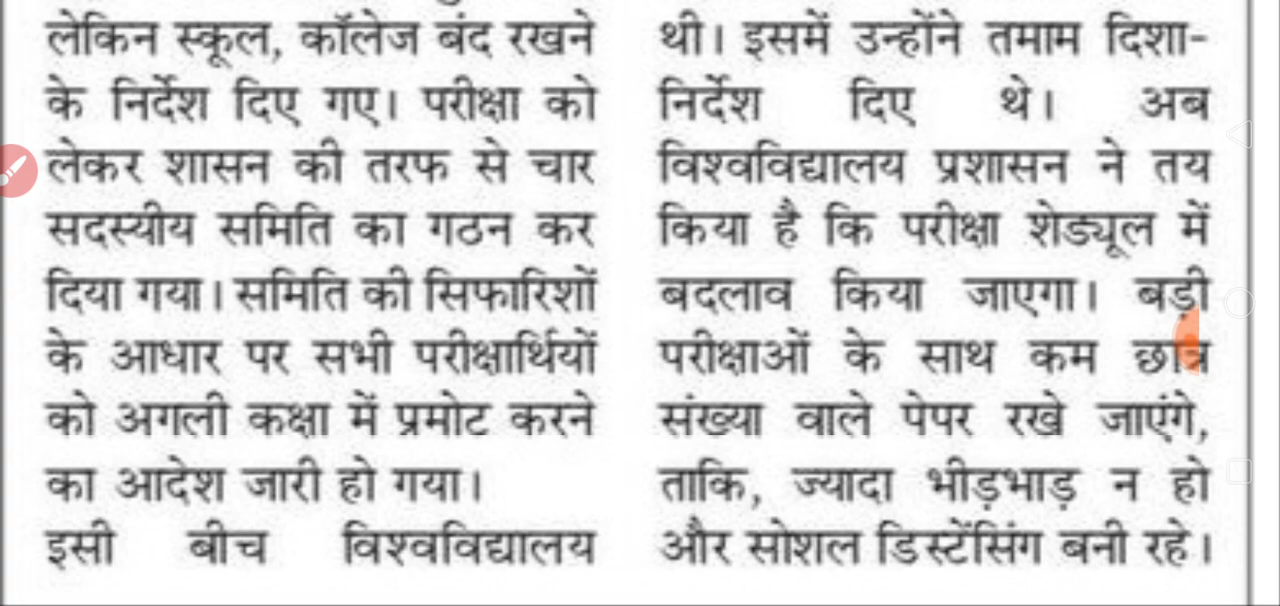 लेकिन स्कूल, कॉलेज बंद रखने
के निर्देश दिए गए। परीक्षा को
लेकर शासन की तरफ से चार
सदस्यीय समिति का गठन कर
दिया गया। समिति की सिफारिशों
के आधार पर सभी परीक्षार्थियों
को अगली कक्षा में प्रमोट करने
का आदेश जारी हो गया।
इसी बीच विश्वविद्यालय
थी। इसमें उन्होंने तमाम दिशा-
निर्देश दिए थे। अब
विश्वविद्यालय प्रशासन ने तय
किया है कि परीक्षा शेड्यूल में
बदलाव किया जाएगा। बड़ी
परीक्षाओं के साथ कम छात्र
संख्या वाले पेपर रखे जाएंगे,
ताकि, ज्यादा भीड़भाड़ न हो
और सोशल डिस्टेंसिंग बनी रहे।